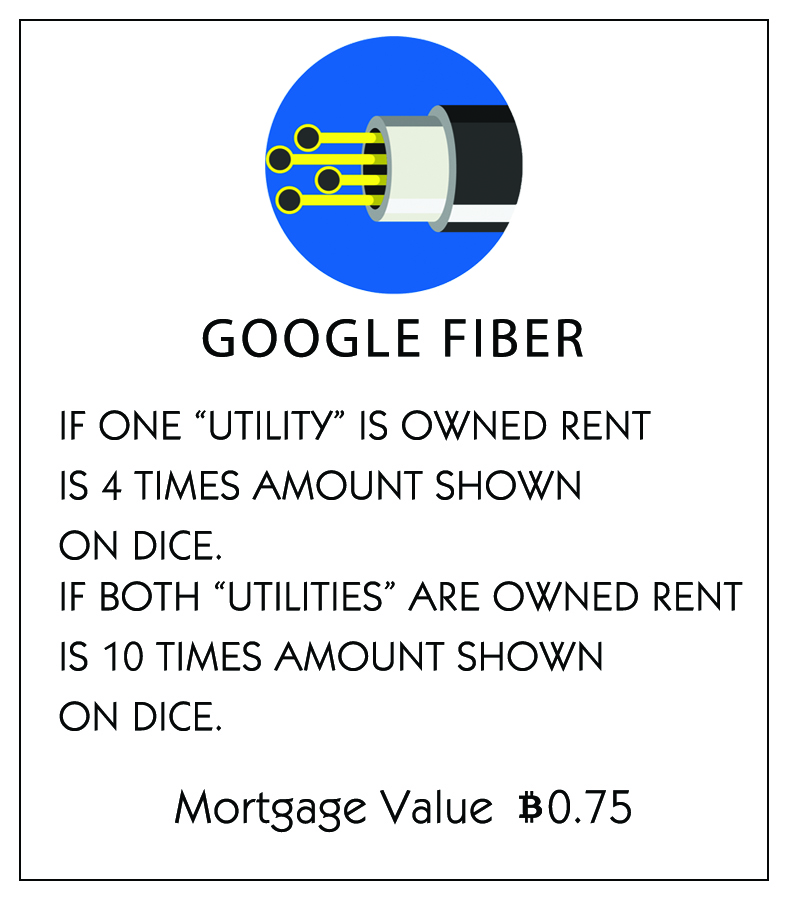 GOOGLE FIBER
IF ONE “UTILITY” IS OWNED RENT
IS 4 TIMES AMOUNT SHOWN
ON DICE.
IF BOTH “UTILITIES” ARE OWNED RENT
IS 10 TIMES AMOUNT SHOWN
ON DICE.
Mortgage Value ₿0.75